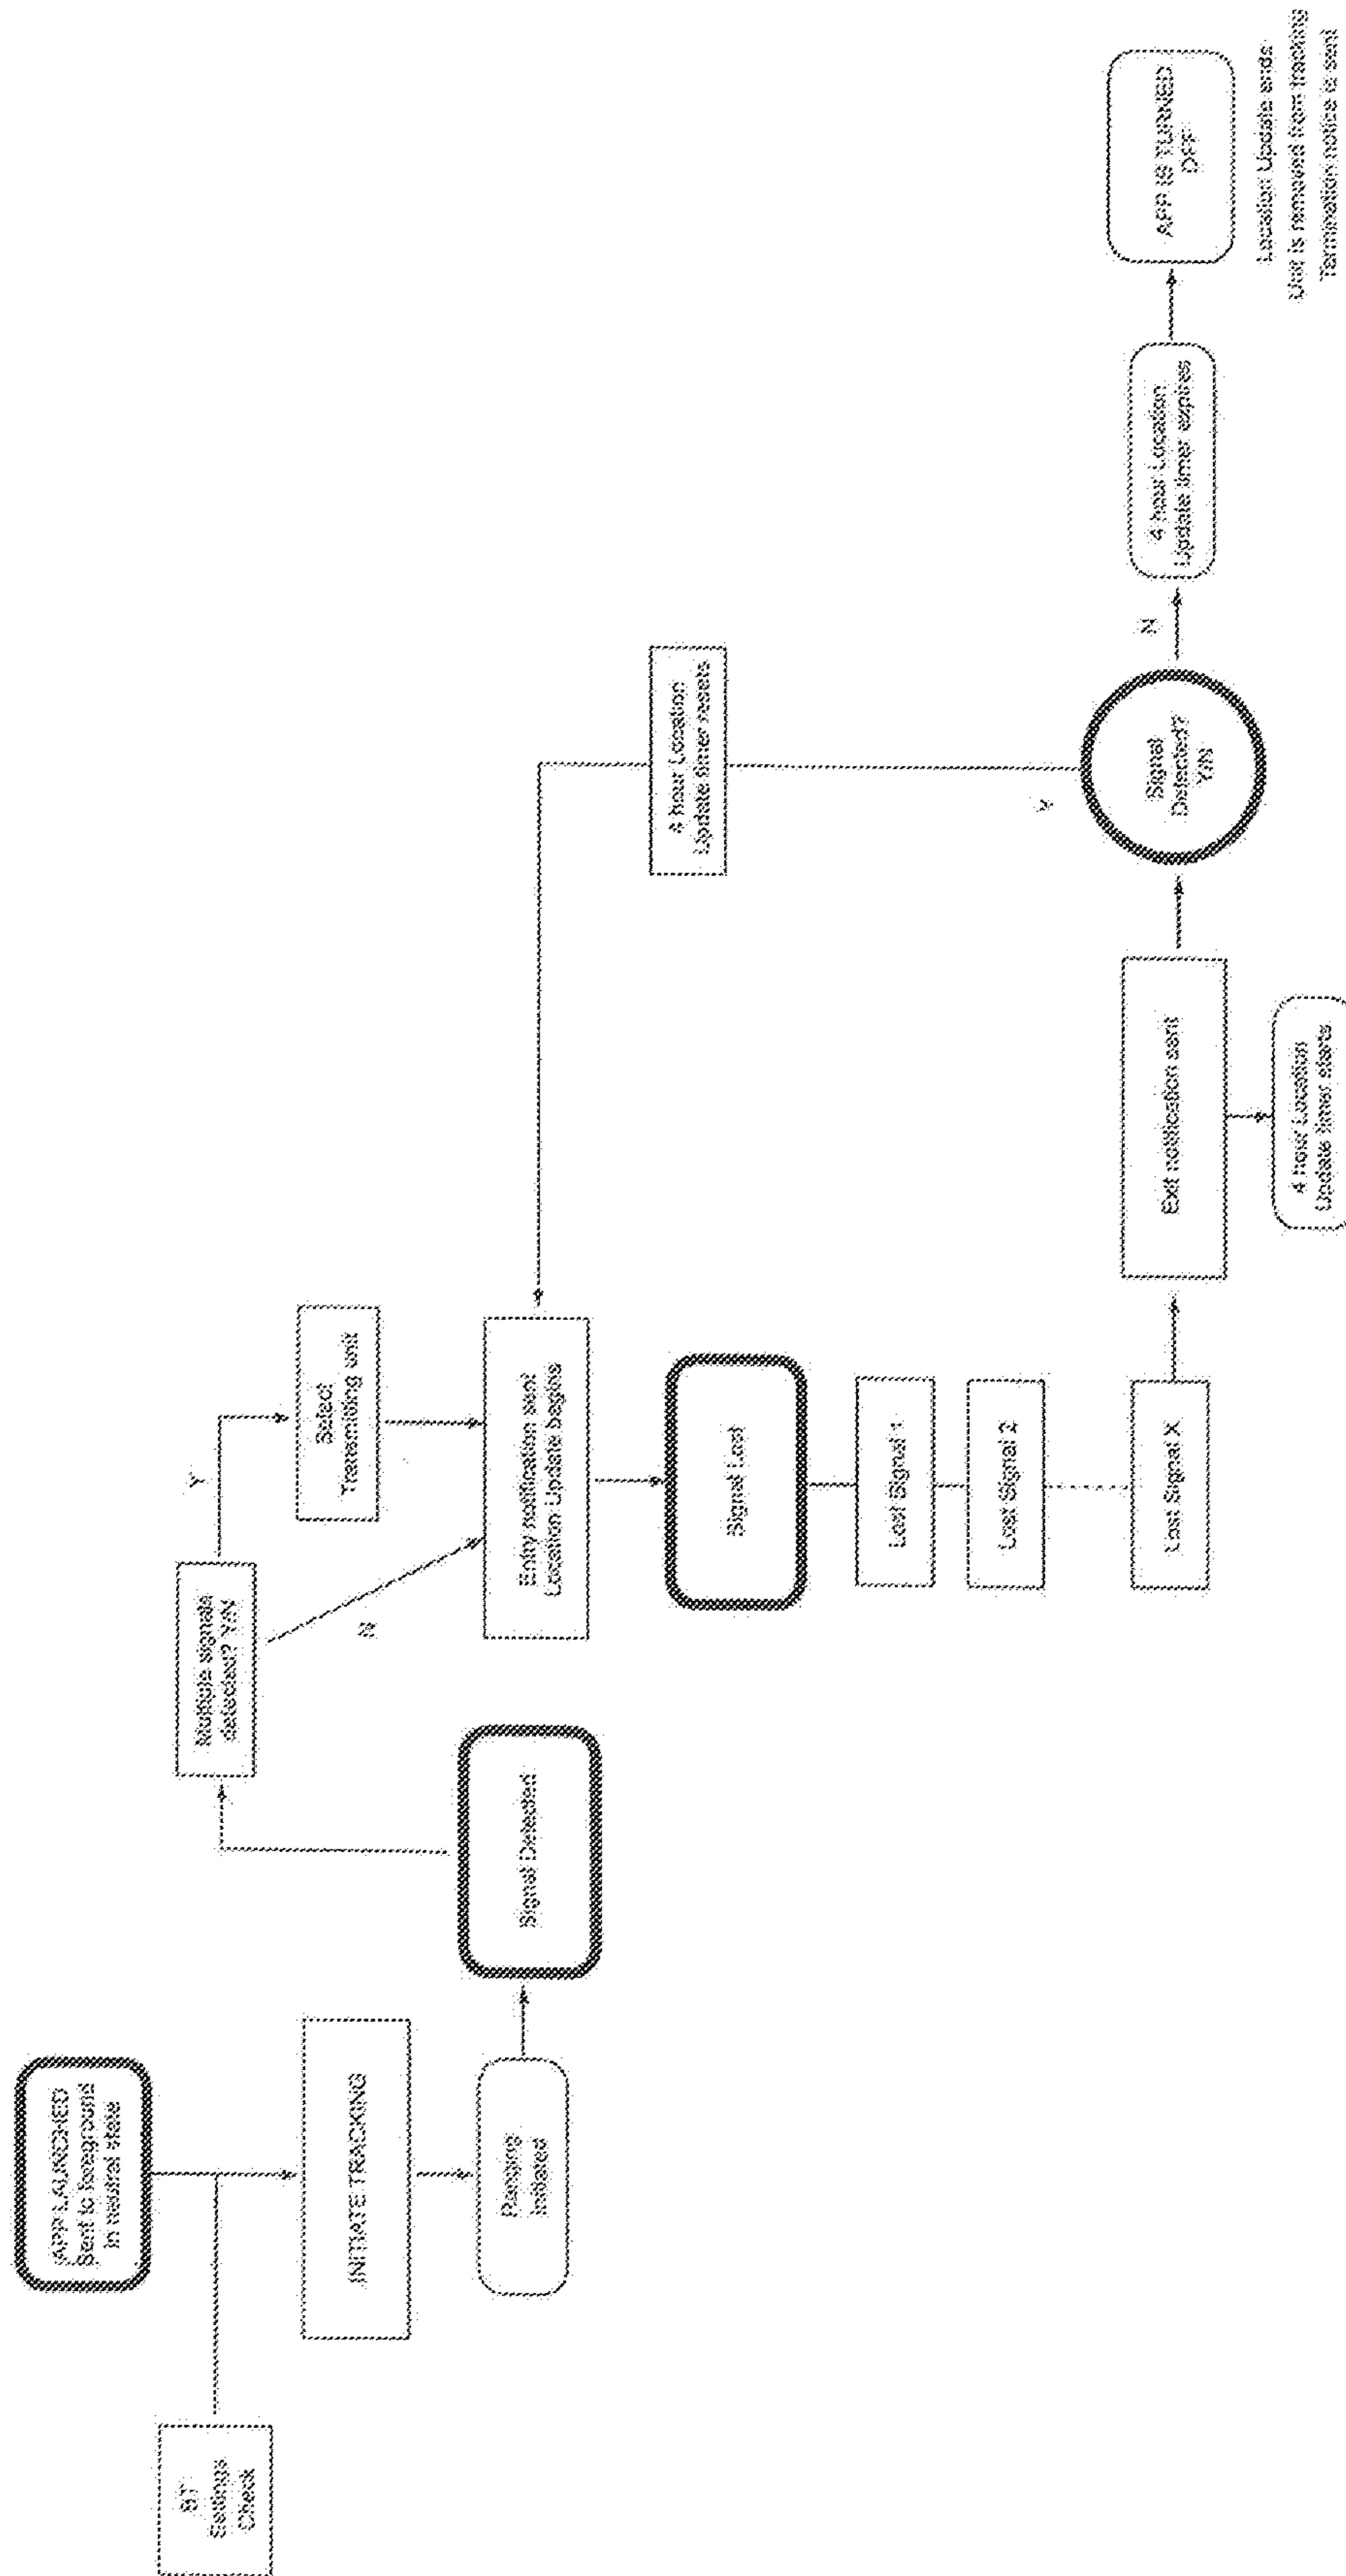 BT
Settings
Check
APP LAUNCHED
Sent to foreground
in neutral state
INITIATE TRACKING
Ranging
Initiated
Signal Detected
Multiple signals
detected? Y/N
Y
N
Select
Transmitting unit
Entry notification sent
Location Update begins
Signal Lost
Lost Signal 1
Lost Signal 2
Lost Signal X
Exit notification sent
4 hour Location
Update timer starts
Signal
Detected?
Y/N
Y
4 hour Location
Update timer resets
N
4 hour Location
Update timer expires
APP IS TURNED
OFF
Location Update ends
User is removed from tracking
Termination notice is sent